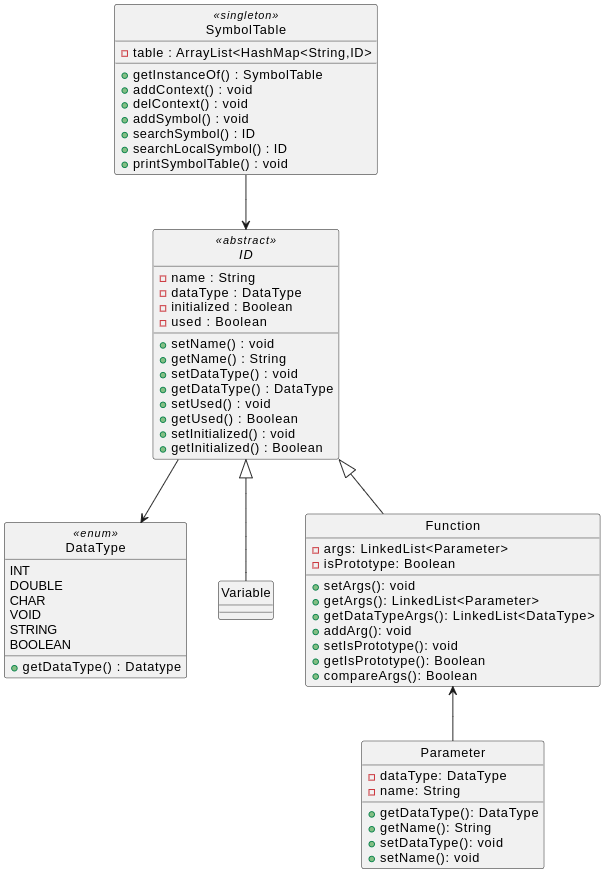 «singleton»
SymbolTable
table : ArrayList<HashMap<String,ID>
getInstanceOf() : SymbolTable
addContext() : void
delContext() : void
addSymbol() : void
searchSymbol() : ID
searchLocalSymbol() : ID
printSymbolTable() : void
«abstract»
ID
name : String
dataType : DataType
initialized : Boolean
used : Boolean
setName() : void
getName() : String
setDataType() : void
getDataType() : DataType
setUsed() : void
getUsed() : Boolean
setInitialized() : void
getInitialized() : Boolean
«enum»
DataType
INT
DOUBLE
CHAR
VOID
STRING
BOOLEAN
getDataType() : Datatype
Variable
Function
args: LinkedList<Parameter>
isPrototype: Boolean
setArgs(): void
getArgs(): LinkedList<Parameter>
getDataTypeArgs(): LinkedList<DataType>
addArg(): void
setIsPrototype(): void
getIsPrototype(): Boolean
compareArgs(): Boolean
Parameter
dataType: DataType
name: String
getDataType(): DataType
getName(): String
setDataType(): void
setName(): void